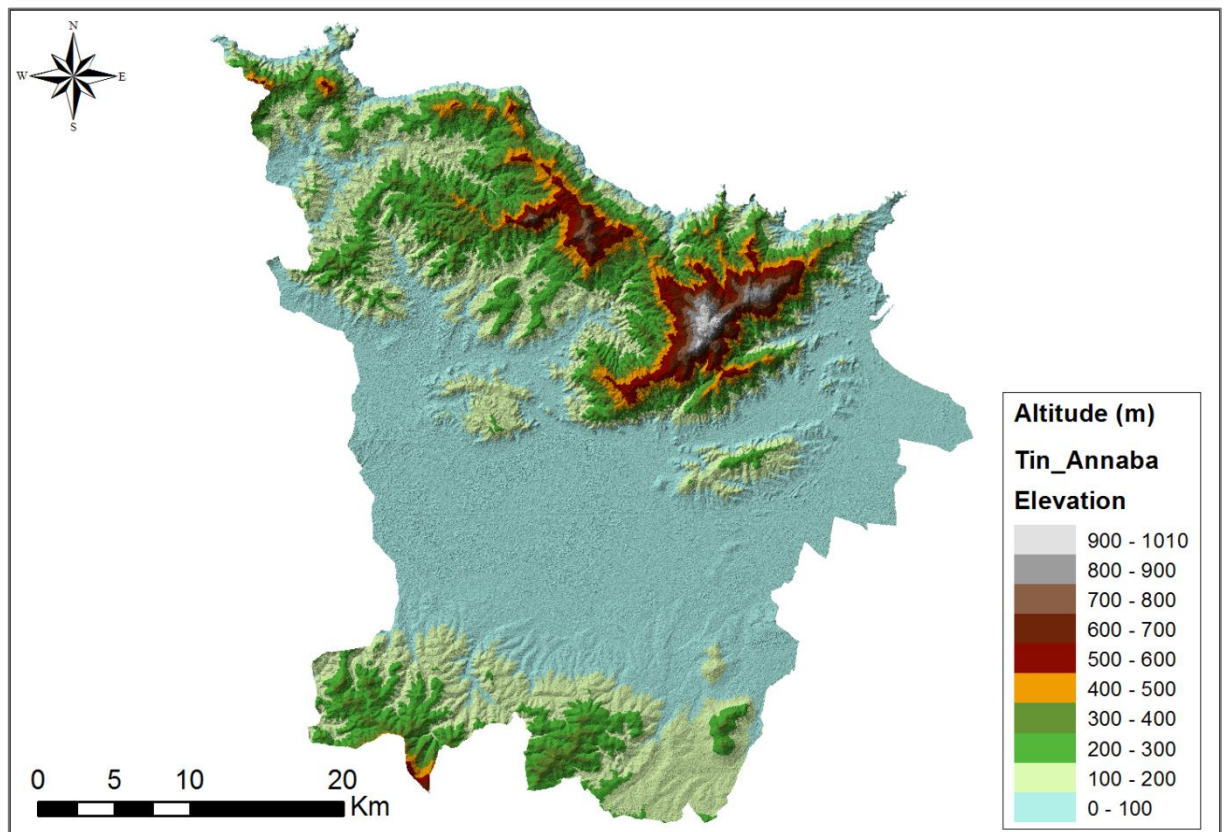 N
W E
S
Altitude (m)
Tin_Annaba
Elevation
900 - 1010
800 - 900
700 - 800
600 - 700
500 - 600
400 - 500
300 - 400
200 - 300
100 - 200
0 - 100
0 5 10 20
Km